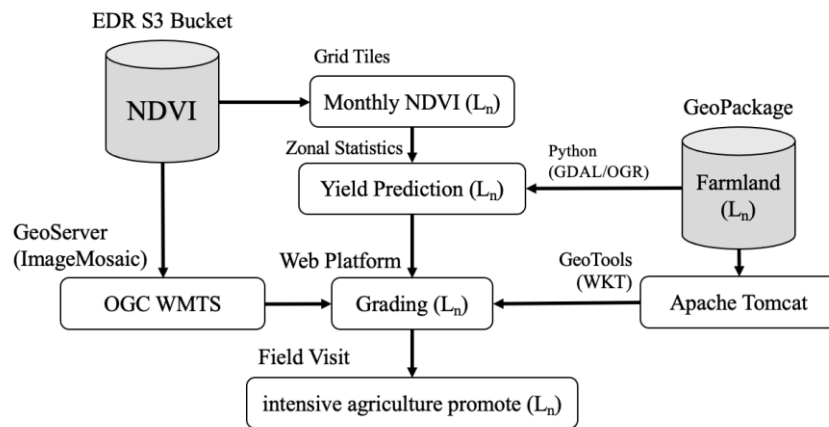 EDR S3 Bucket
Grid Tiles
NDVI
Monthly NDVI (Ln)
GeoPackage
Zonal Statistics
Python
(GDAL/OGR)
Yield Prediction (Ln)
Farmland
(Ln)
GeoServer
(ImageMosaic)
Web Platform
GeoTools
(WKT)
OGC WMTS
Grading (Ln)
Apache Tomcat
Field Visit
intensive agriculture promote (Ln)